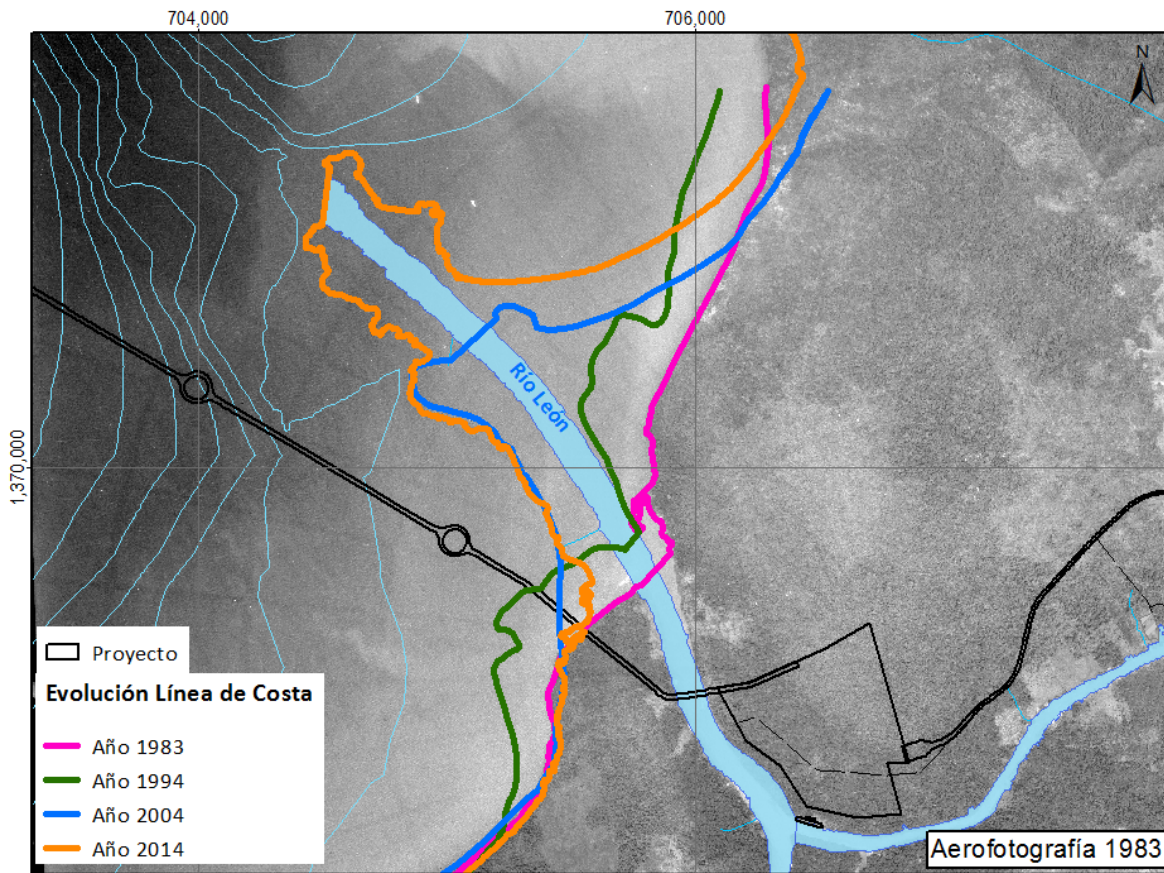 704,000
706,000
N
1,370,000
Río León
Proyecto
Evolución Línea de Costa
Año 1983
Año 1994
Año 2004
Año 2014
Aerofotografía 1983